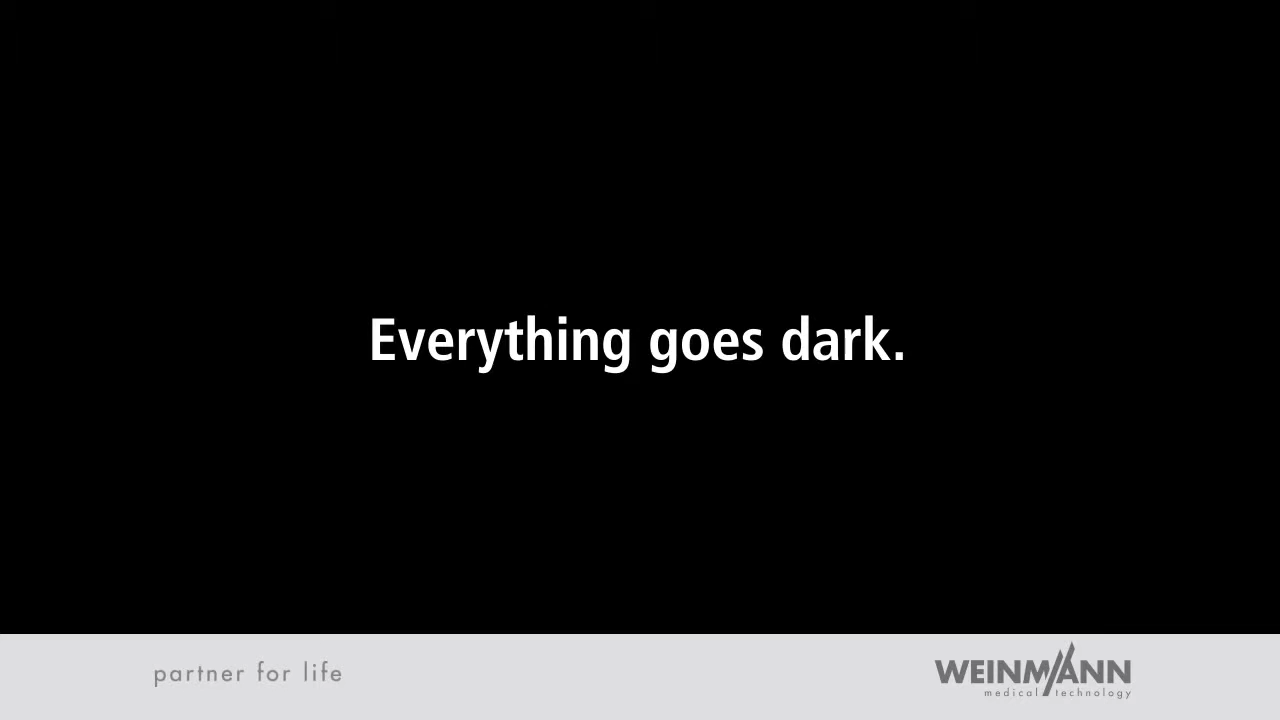 Everything goes dark.
partner for life
WEINMANN
medical technology